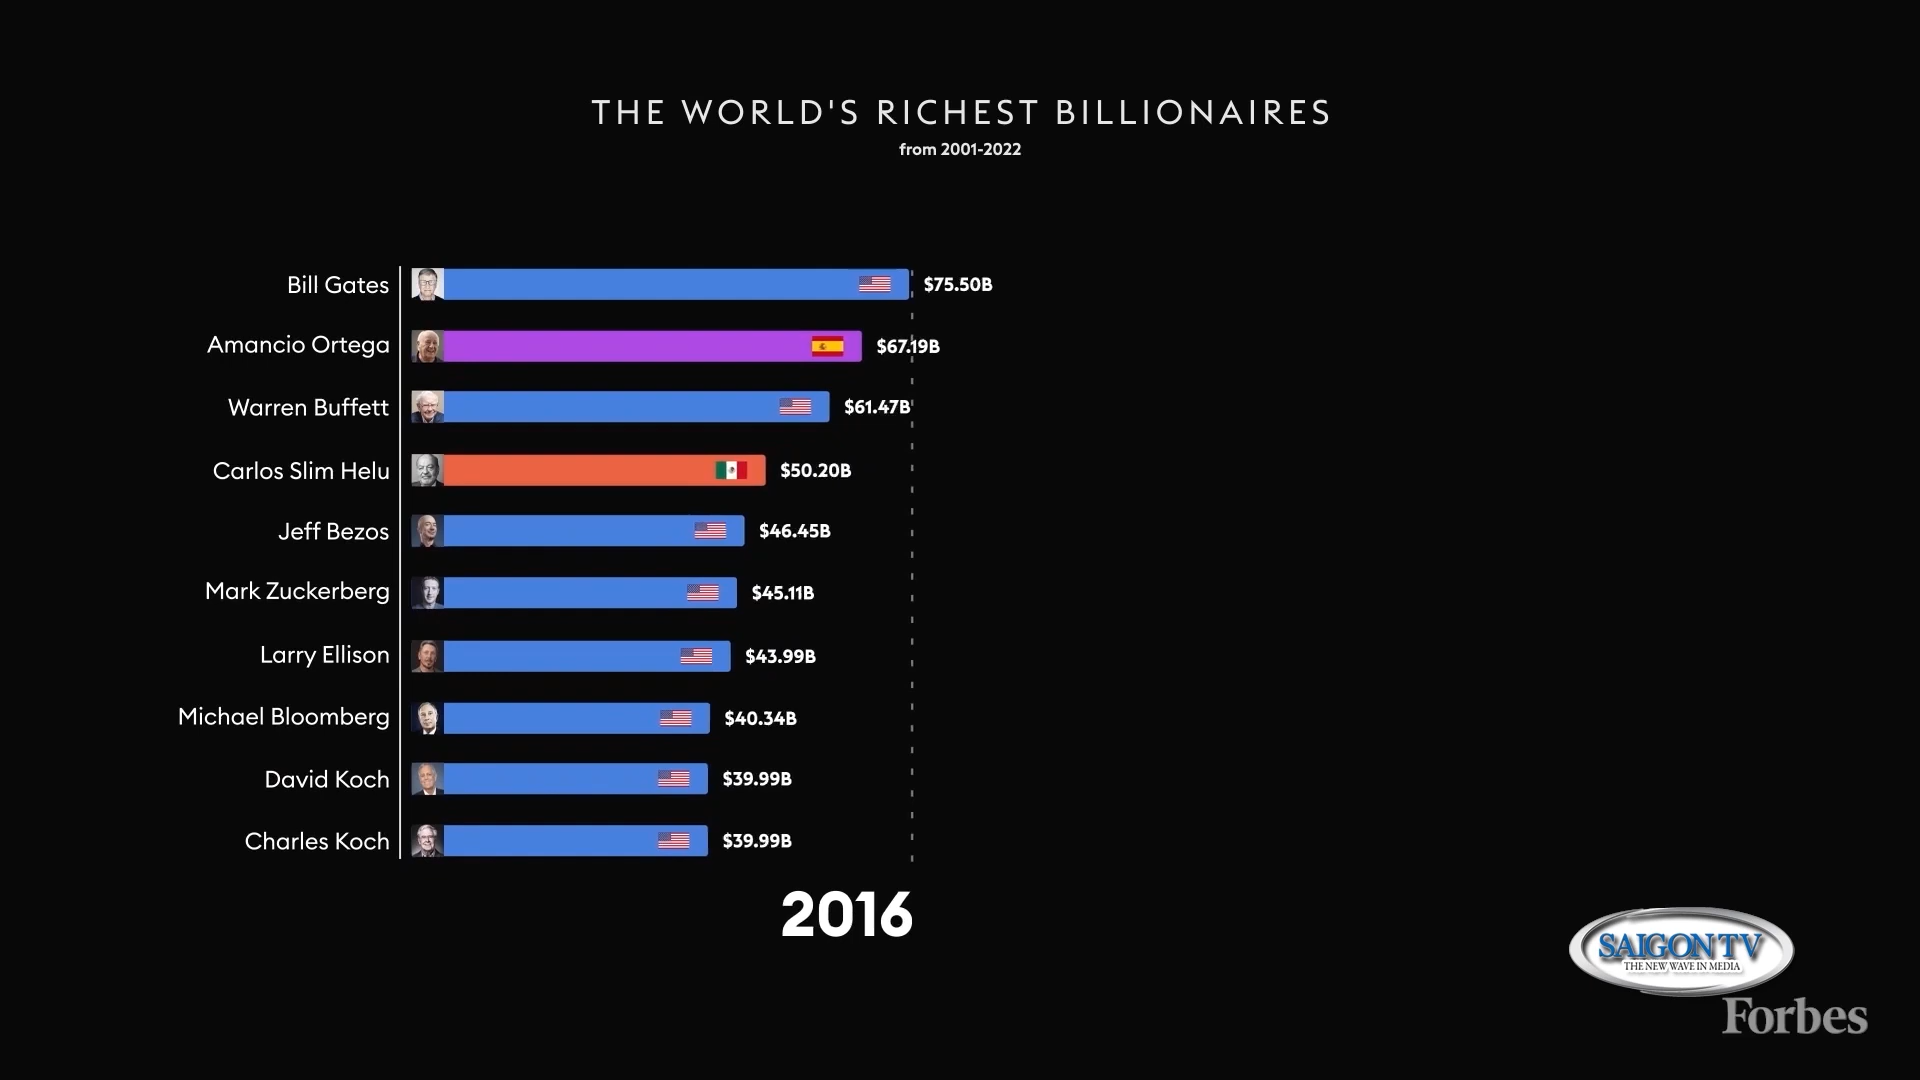 THE WORLD'S RICHEST BILLIONAIRES
from 2001-2022
Bill Gates $75.50B
Amancio Ortega $67.19B
Warren Buffett $61.47B
Carlos Slim Helu $50.20B
Jeff Bezos $46.45B
Mark Zuckerberg $45.11B
Larry Ellison $43.99B
Michael Bloomberg $40.34B
David Koch $39.99B
Charles Koch $39.99B
2016
SAIGON TV
THE NEW WAVE IN MEDIA
Forbes